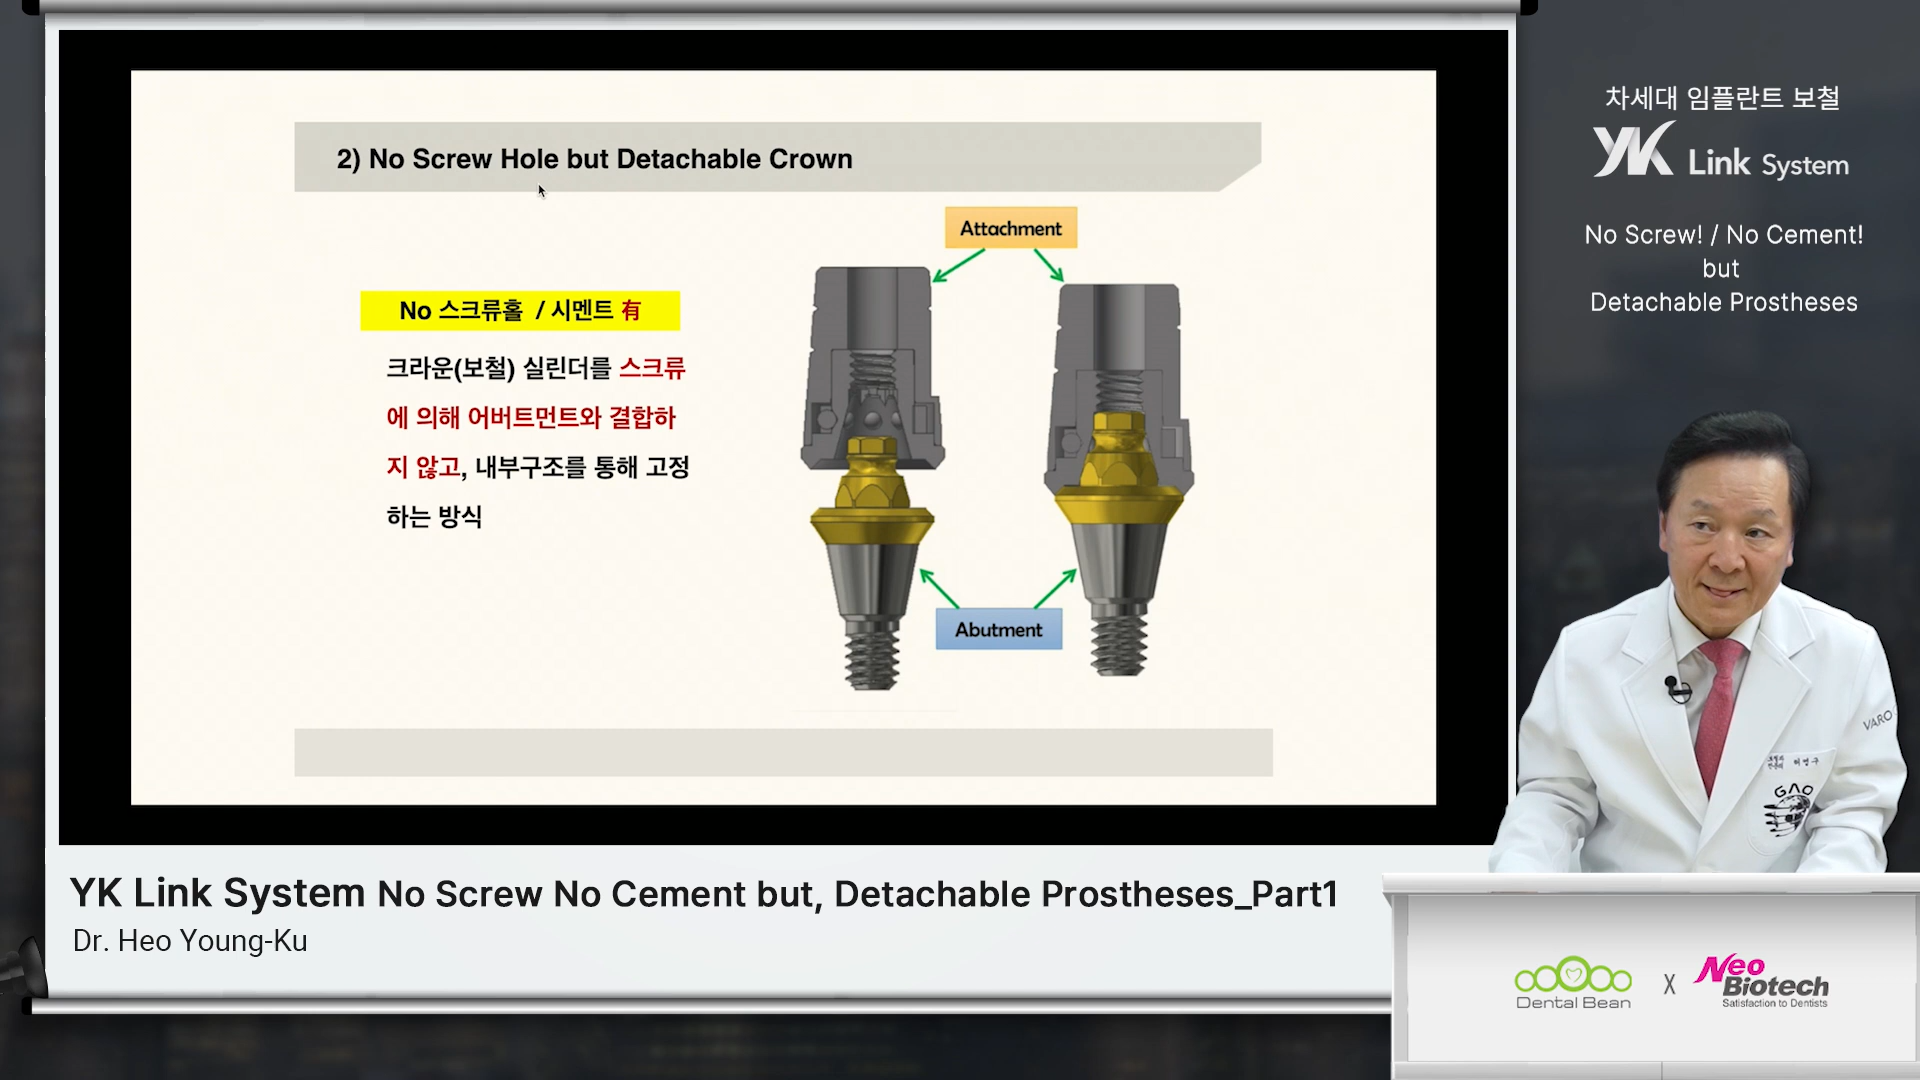 2) No Screw Hole but Detachable Crown
Attachment
No 스크류홀 / 시멘트 有
크라운(보철) 실린더를 스크류
에 의해 어버트먼트와 결합하
지 않고, 내부구조를 통해 고정
하는 방식
Abutment
차세대 임플란트 보철
YK Link System
No Screw! / No Cement!
but
Detachable Prostheses
VARO
허영구
GAO
YK Link System No Screw No Cement but, Detachable Prostheses_Part1
Dr. Heo Young-Ku
Dental Bean
X
Neo
Biotech
Satisfaction to Dentists